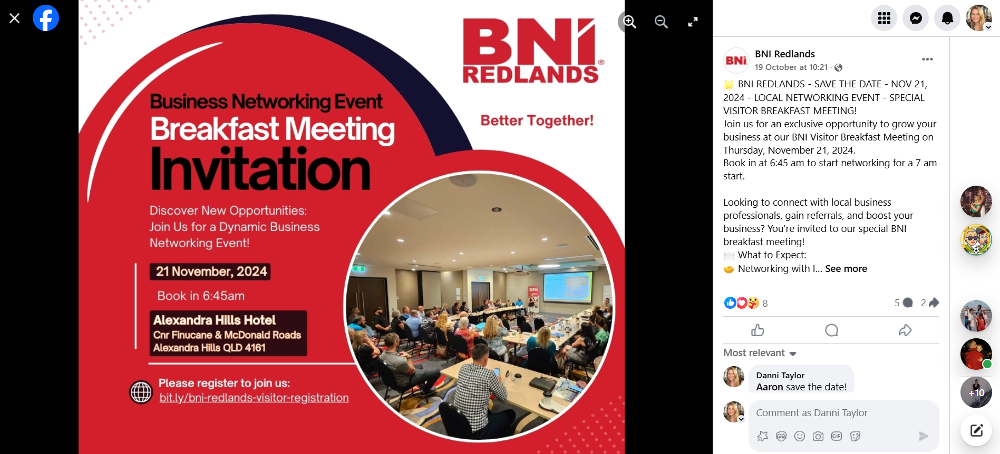 BNI®
REDLANDS
Better Together!
Business Networking Event
Breakfast Meeting
Invitation
Discover New Opportunities:
Join Us for a Dynamic Business
Networking Event!
21 November, 2024
Book in 6:45am
Alexandra Hills Hotel
Cnr Finucane & McDonald Roads
Alexandra Hills QLD 4161
Please register to join us:
bit.ly/bni-redlands-visitor-registration
BNI
BNI
BNI Redlands
19 October at 10:21 ·
🌟 BNI REDLANDS - SAVE THE DATE - NOV 21,
2024 - LOCAL NETWORKING EVENT - SPECIAL
VISITOR BREAKFAST MEETING!
Join us for an exclusive opportunity to grow your
business at our BNI Visitor Breakfast Meeting on
Thursday, November 21, 2024.
Book in at 6:45 am to start networking for a 7 am
start.
Looking to connect with local business
professionals, gain referrals, and boost your
business? You're invited to our special BNI
breakfast meeting!
🍽️ What to Expect:
🤝 Networking with l... See more
8
5
2
Most relevant
Danni Taylor
Aaron save the date!
Comment as Danni Taylor
GIF
+10